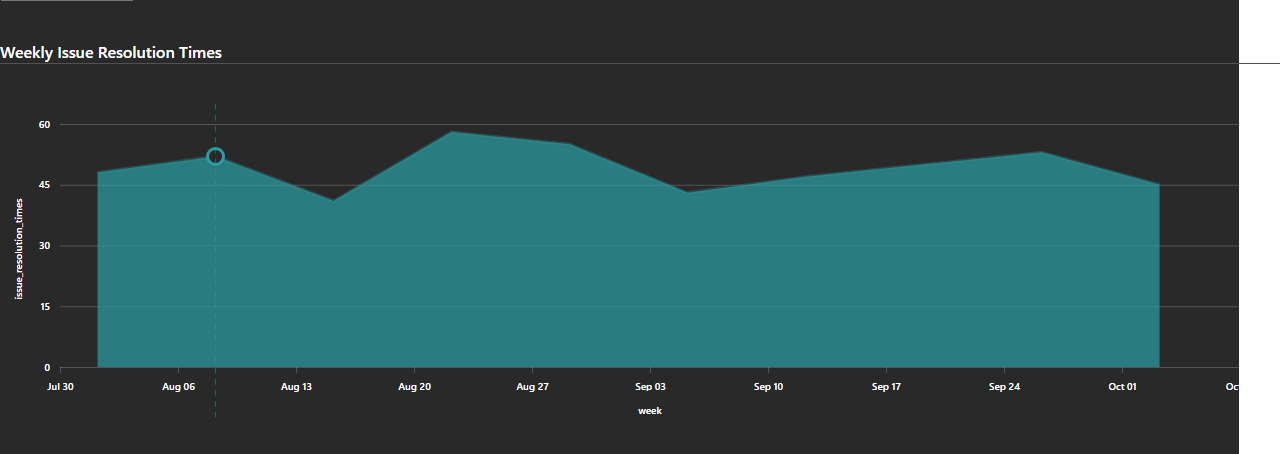 Weekly Issue Resolution Times
60
45
30
15
0
issue_resolution_times
Jul 30 Aug 06 Aug 13 Aug 20 Aug 27 Sep 03 Sep 10 Sep 17 Sep 24 Oct 01 Oc
week